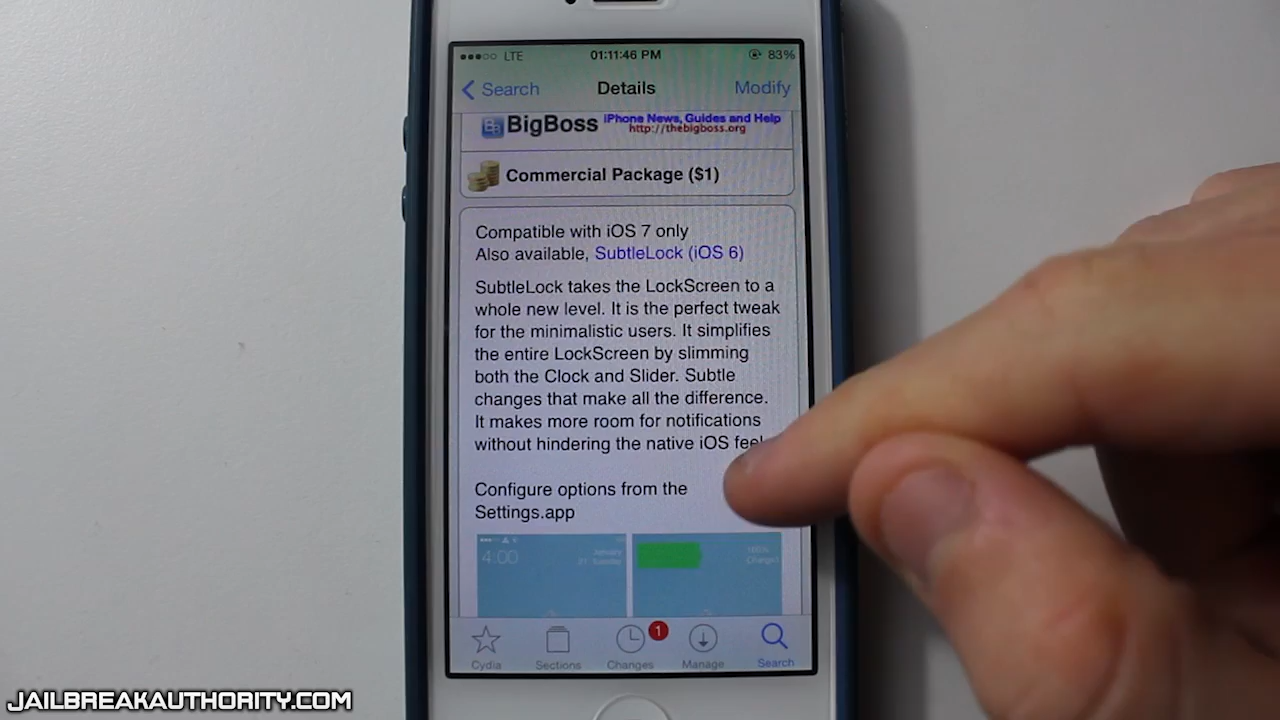 LTE 01:11:46 PM 83%
Search Details Modify
BigBoss iPhone News, Guides and Help
http://thebigboss.org
Commercial Package ($1)
Compatible with iOS 7 only
Also available, SubtleLock (iOS 6)
SubtleLock takes the LockScreen to a
whole new level. It is the perfect tweak
for the minimalistic users. It simplifies
the entire LockScreen by slimming
both the Clock and Slider. Subtle
changes that make all the difference.
It makes more room for notifications
without hindering the native iOS feel
Configure options from the
Settings.app
4:00 January
1
Cydia Sections Changes Manage Search
JAILBREAKAUTHORITY.COM